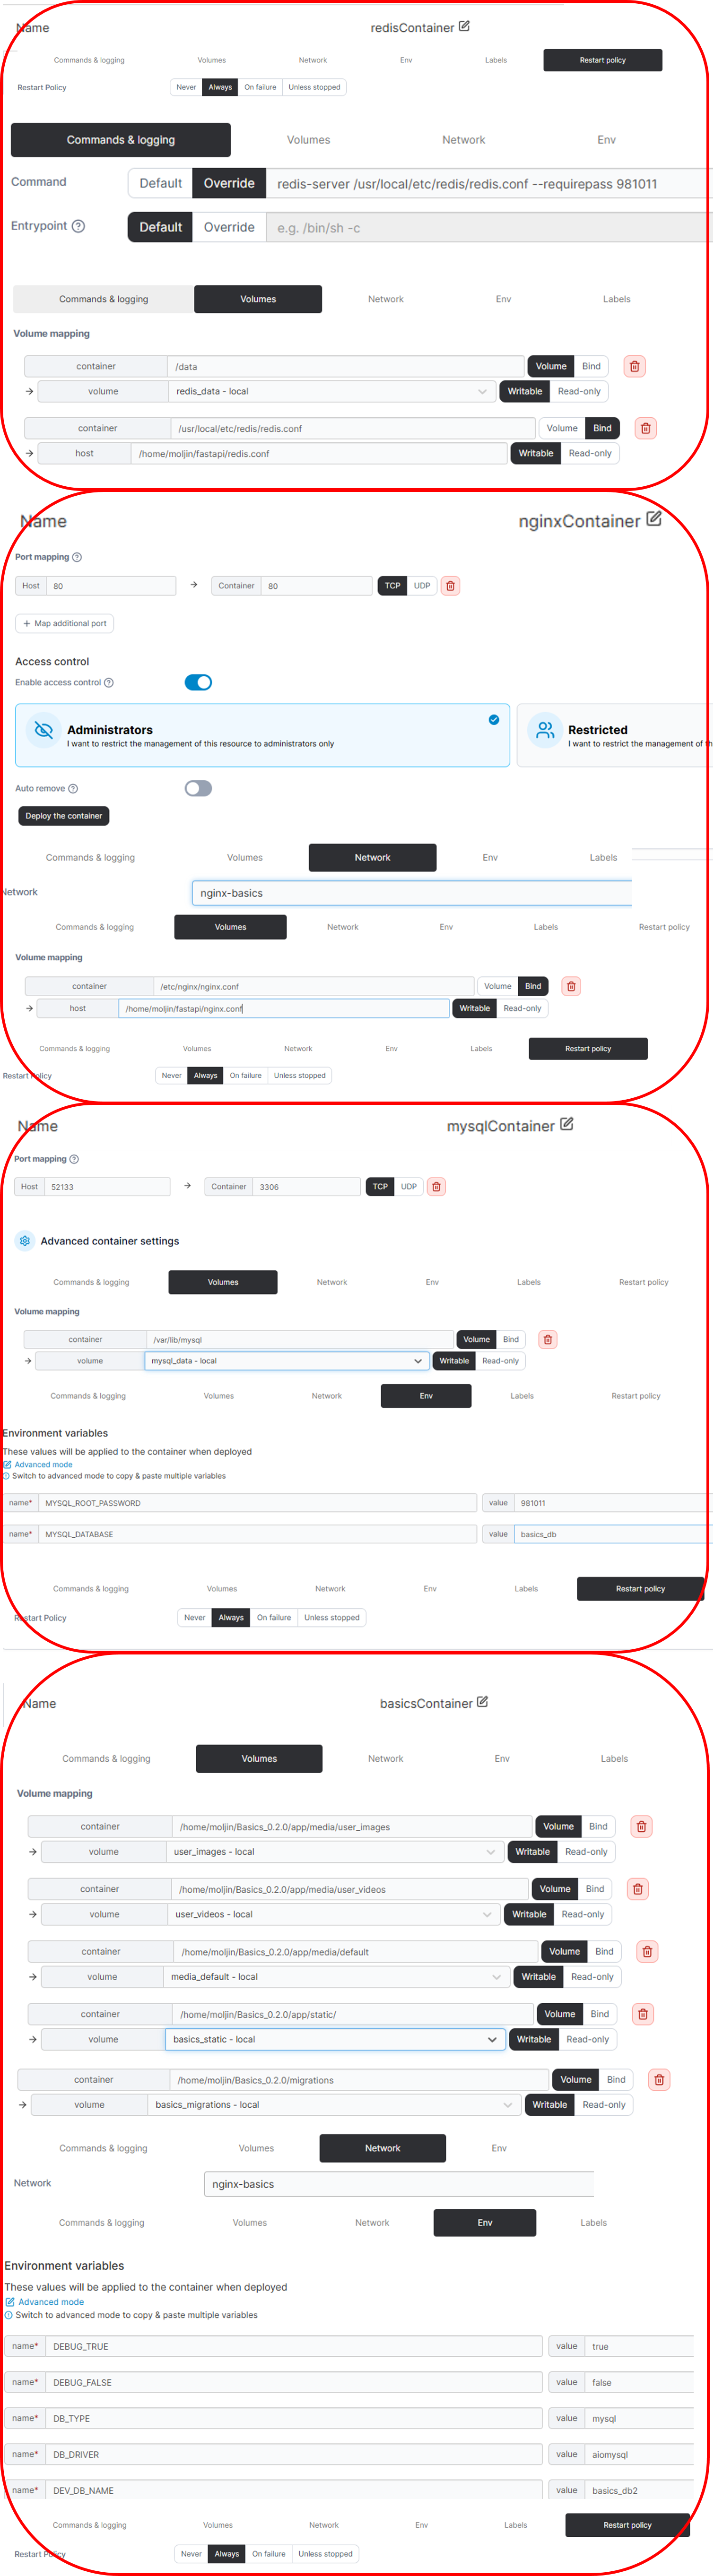 Name redisContainer
Commands & logging Volumes Network Env Labels Restart policy
Restart Policy Never Always On failure Unless stopped
Commands & logging Volumes Network Env
Command Default Override redis-server /usr/local/etc/redis/redis.conf --requirepass 981011
Entrypoint Default Override e.g. /bin/sh -c
Commands & logging Volumes Network Env Labels
Volume mapping
container /data Volume Bind
→ volume redis_data - local Writable Read-only
container /usr/local/etc/redis/redis.conf Volume Bind
→ host /home/moljin/fastapi/redis.conf Writable Read-only
Name nginxContainer
Port mapping
Host 80 → Container 80 TCP UDP
+ Map additional port
Access control
Enable access control
Administrators Restricted
I want to restrict the management of this resource to administrators only I want to restrict the management of th
Auto remove
Deploy the container
Commands & logging Volumes Network Env Labels
Network nginx-basics
Commands & logging Volumes Network Env Labels Restart policy
Volume mapping
container /etc/nginx/nginx.conf Volume Bind
→ host /home/moljin/fastapi/nginx.conf Writable Read-only
Commands & logging Volumes Network Env Labels Restart policy
Restart Policy Never Always On failure Unless stopped
Name mysqlContainer
Port mapping
Host 52133 → Container 3306 TCP UDP
Advanced container settings
Commands & logging Volumes Network Env Labels Restart policy
Volume mapping
container /var/lib/mysql Volume Bind
→ volume mysql_data - local Writable Read-only
Commands & logging Volumes Network Env Labels Restart policy
Environment variables
These values will be applied to the container when deployed
Advanced mode
Switch to advanced mode to copy & paste multiple variables
name* MYSQL_ROOT_PASSWORD value 981011
name* MYSQL_DATABASE value basics_db
Commands & logging Volumes Network Env Labels Restart policy
Restart Policy Never Always On failure Unless stopped
Name basicsContainer
Commands & logging Volumes Network Env Labels
Volume mapping
container /home/moljin/Basics_0.2.0/app/media/user_images Volume Bind
→ volume user_images - local Writable Read-only
container /home/moljin/Basics_0.2.0/app/media/user_videos Volume Bind
→ volume user_videos - local Writable Read-only
container /home/moljin/Basics_0.2.0/app/media/default Volume Bind
→ volume media_default - local Writable Read-only
container /home/moljin/Basics_0.2.0/app/static/ Volume Bind
→ volume basics_static - local Writable Read-only
container /home/moljin/Basics_0.2.0/migrations Volume Bind
→ volume basics_migrations - local Writable Read-only
Commands & logging Volumes Network Env
Network nginx-basics
Commands & logging Volumes Network Env Labels
Environment variables
These values will be applied to the container when deployed
Advanced mode
Switch to advanced mode to copy & paste multiple variables
name* DEBUG_TRUE value true
name* DEBUG_FALSE value false
name* DB_TYPE value mysql
name* DB_DRIVER value aiomysql
name* DEV_DB_NAME value basics_db2
Commands & logging Volumes Network Env Labels Restart policy
Restart Policy Never Always On failure Unless stopped